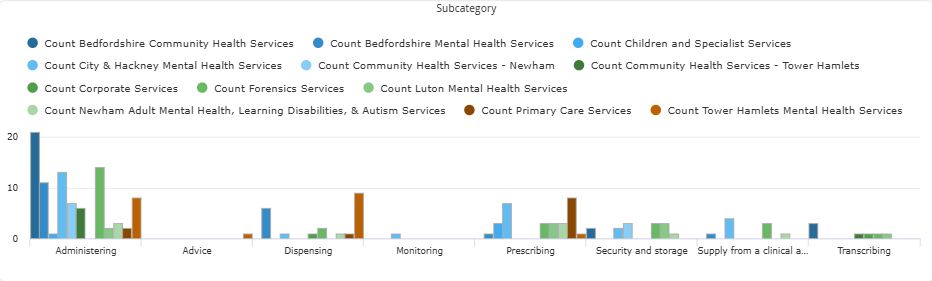 Subcategory
Count Bedfordshire Community Health Services Count Bedfordshire Mental Health Services Count Children and Specialist Services
Count City & Hackney Mental Health Services Count Community Health Services - Newham Count Community Health Services - Tower Hamlets
Count Corporate Services Count Forensics Services Count Luton Mental Health Services
Count Newham Adult Mental Health, Learning Disabilities, & Autism Services Count Primary Care Services Count Tower Hamlets Mental Health Services
20
10
0
Administering Advice Dispensing Monitoring Prescribing Security and storage Supply from a clinical a... Transcribing